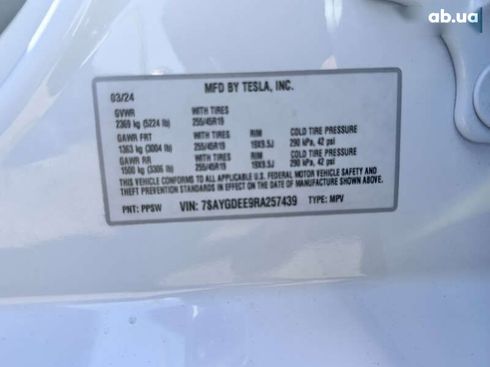 ab.ua
MFD BY TESLA, INC.
03/24
GVWR WITH TIRES
2369 kg (5224 lb) 255/45R19
GAWR FRT WITH TIRES RIM COLD TIRE PRESSURE
1363 kg (3004 lb) 255/45R19 19X9.5J 290 kPa, 42 psi
GAWR RR WITH TIRES RIM COLD TIRE PRESSURE
1500 kg (3306 lb) 255/45R19 19X9.5J 290 kPa, 42 psi
THIS VEHICLE CONFORMS TO ALL APPLICABLE U.S. FEDERAL MOTOR VEHICLE SAFETY AND
THEFT PREVENTION STANDARDS IN EFFECT ON THE DATE OF MANUFACTURE SHOWN ABOVE.
PNT: PPSW VIN: 7SAYGDEE9RA257439 TYPE: MPV